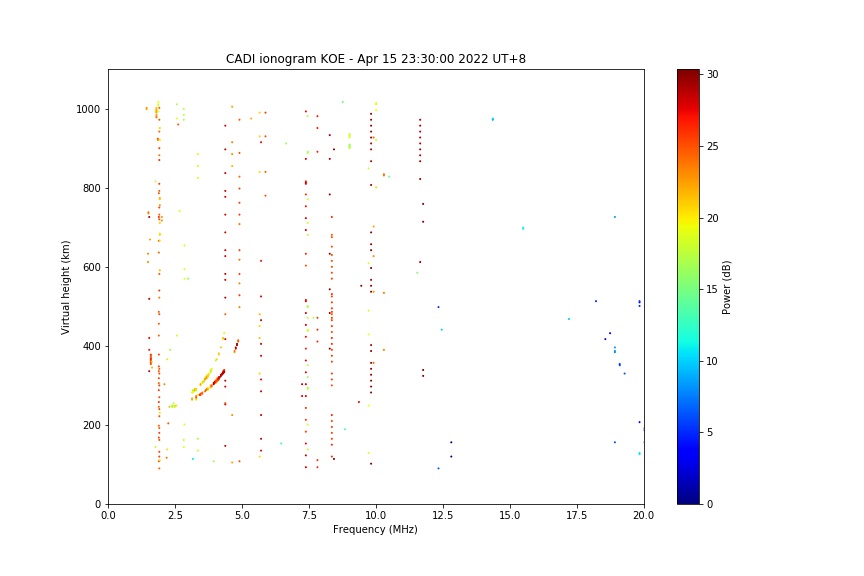 CADI ionogram KOE - Apr 15 23:30:00 2022 UT+8
1000
800
600
400
200
0
Virtual height (km)
0.0 2.5 5.0 7.5 10.0 12.5 15.0 17.5 20.0
Frequency (MHz)
30
25
20
15
10
5
0
Power (dB)